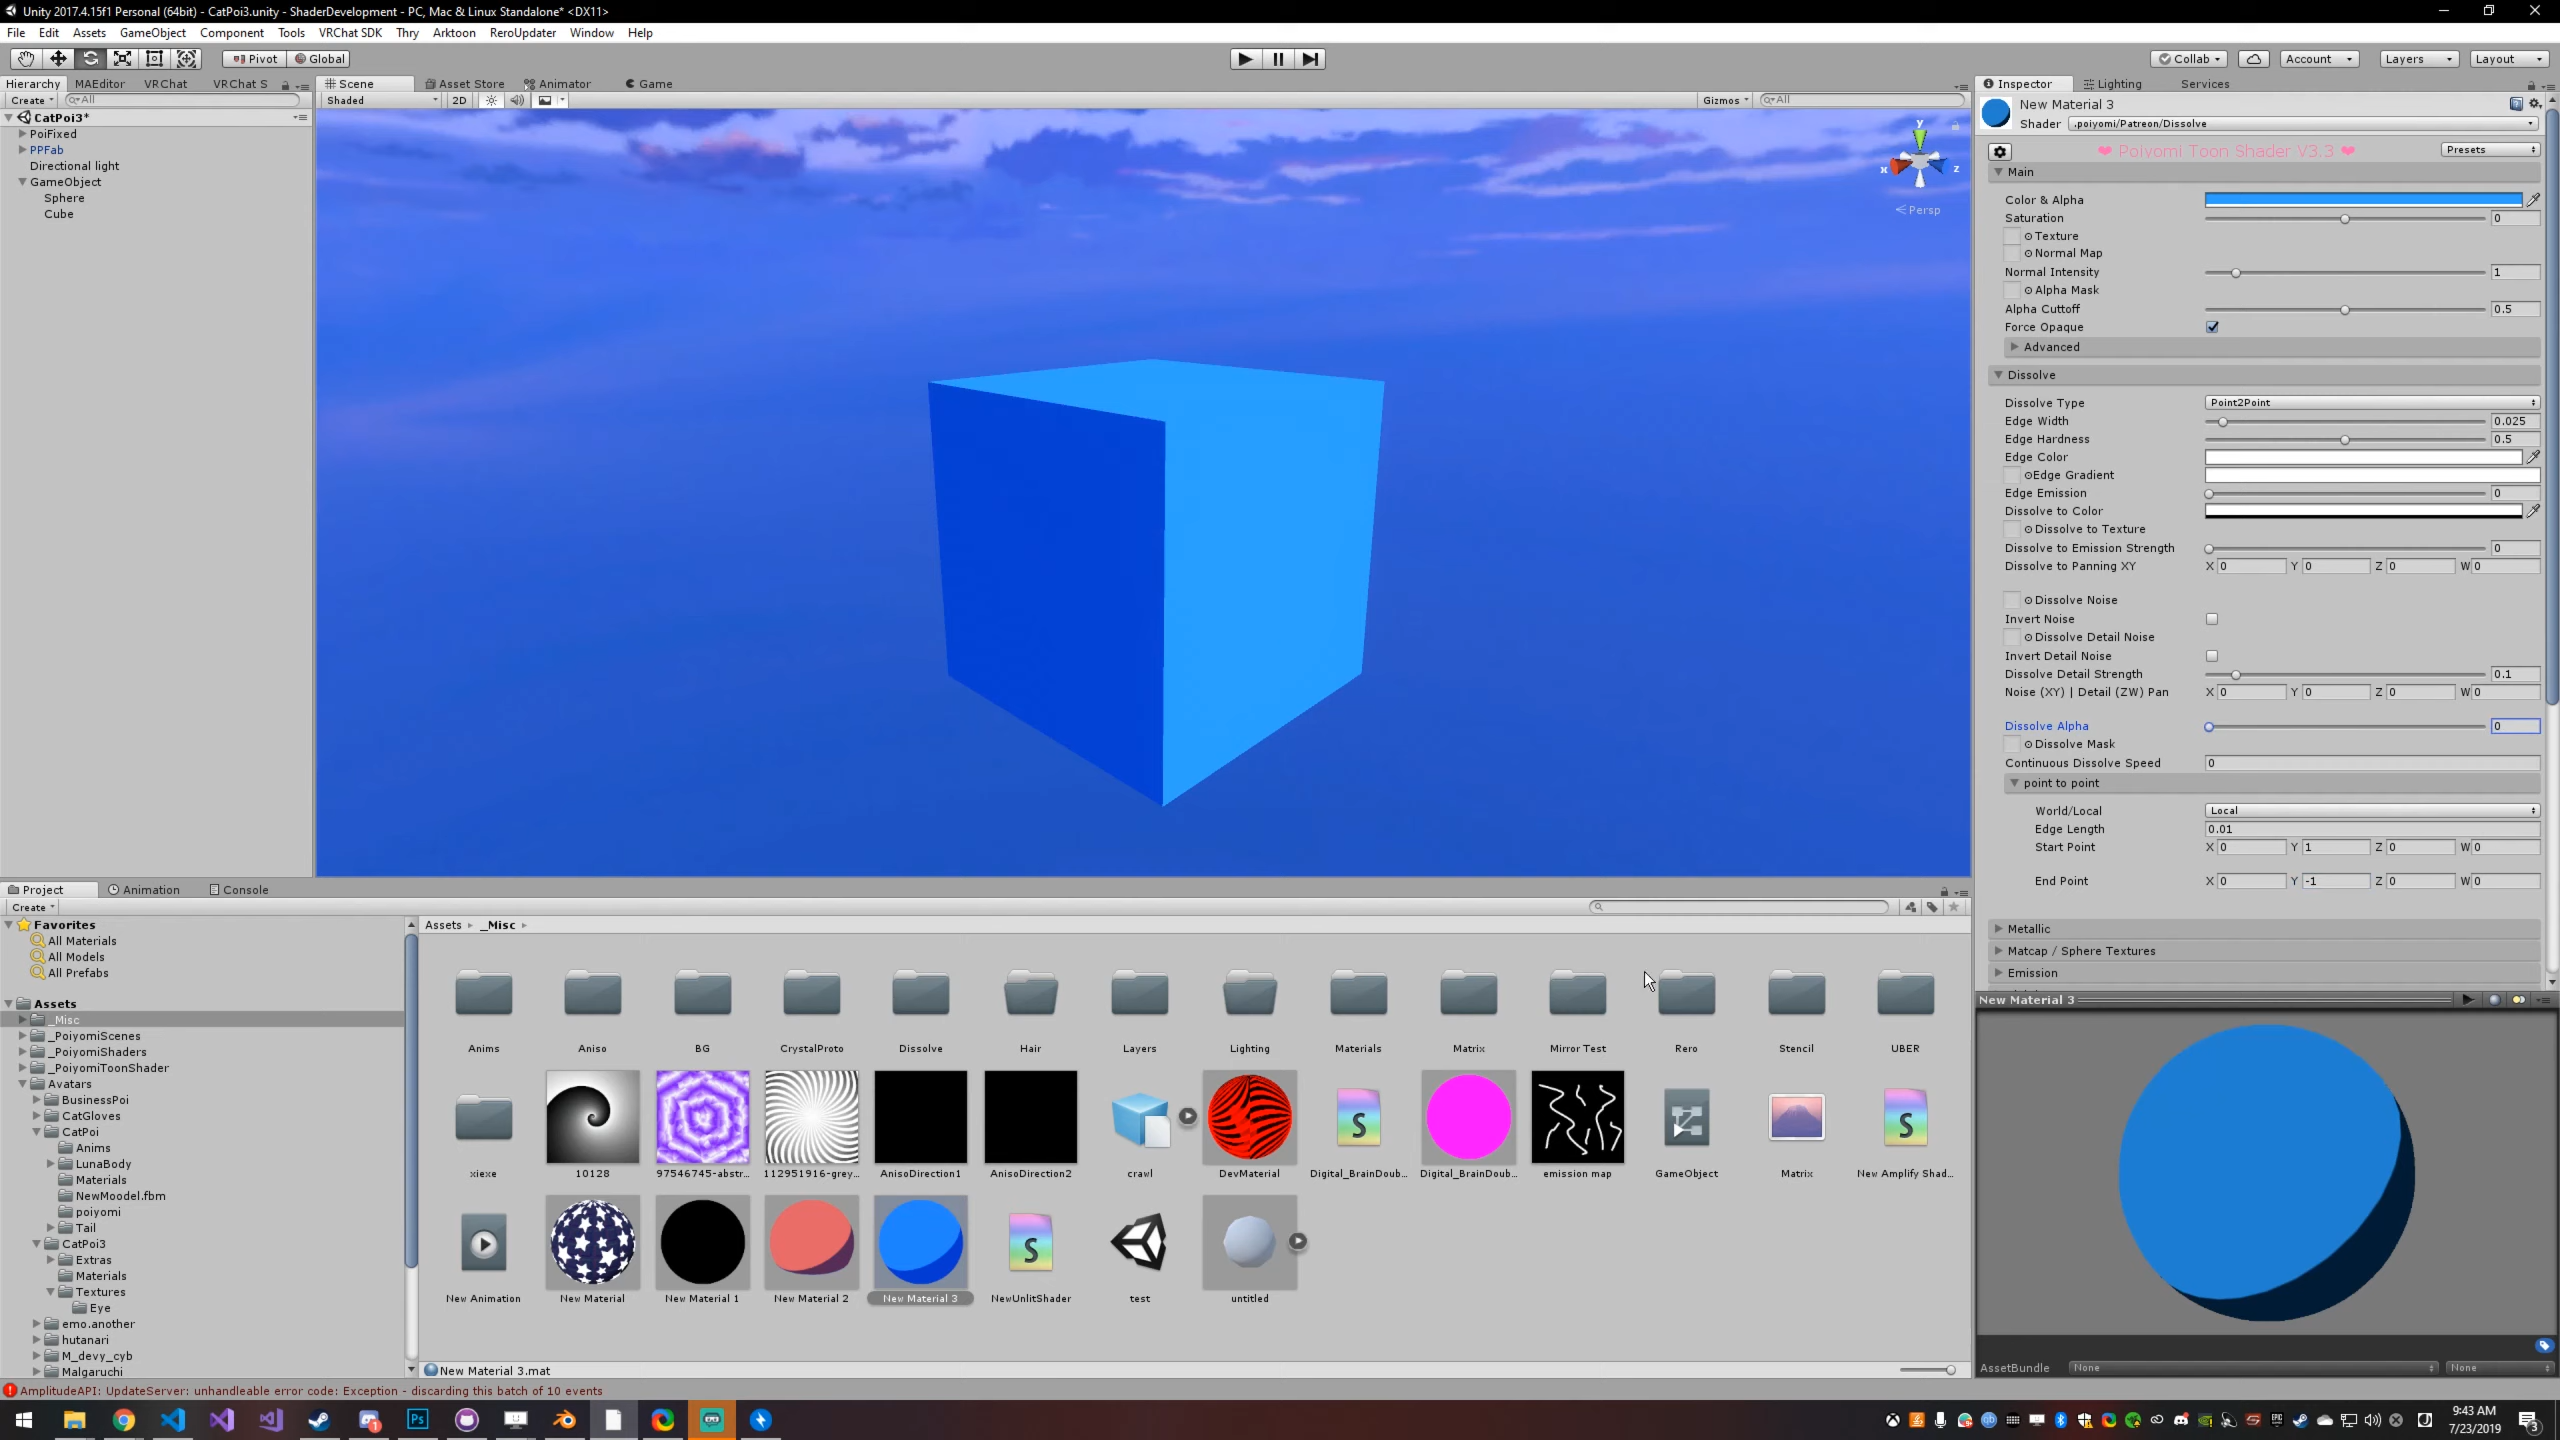 Unity 2017.4.15f1 Personal (64bit) - CatPoi3.unity - ShaderDevelopment - PC, Mac & Linux Standalone* <DX11>
File Edit Assets GameObject Component Tools VRChat SDK Thry Arktoon ReroUpdater Window Help
Pivot Global Collab Account Layers Layout
Hierarchy MAEditor VRChat VRChat S Scene Asset Store Animator Game Inspector Lighting Services
Create All Shaded 2D Gizmos All
CatPoi3*
PoiFixed
PPFab
Directional light
GameObject
Sphere
Cube
y
x z
Persp
New Material 3
Shader .poiyomi/Patreon/Dissolve
❤ Poiyomi Toon Shader V3.3 ❤ Presets
Main
Color & Alpha
Saturation 0
Texture
Normal Map
Normal Intensity 1
Alpha Mask
Alpha Cuttoff 0.5
Force Opaque
Advanced
Dissolve
Dissolve Type Point2Point
Edge Width 0.025
Edge Hardness 0.5
Edge Color
Edge Gradient
Edge Emission 0
Dissolve to Color
Dissolve to Texture
Dissolve to Emission Strength 0
Dissolve to Panning XY X 0 Y 0 Z 0 W 0
Dissolve Noise
Invert Noise
Dissolve Detail Noise
Invert Detail Noise
Dissolve Detail Strength 0.1
Noise (XY) | Detail (ZW) Pan X 0 Y 0 Z 0 W 0
Dissolve Alpha 0
Dissolve Mask
Continuous Dissolve Speed 0
point to point
World/Local Local
Edge Length 0.01
Start Point X 0 Y 1 Z 0 W 0
End Point X 0 Y -1 Z 0 W 0
Metallic
Matcap / Sphere Textures
Emission
New Material 3
AssetBundle None None
Project Animation Console
Create
Favorites
All Materials
All Models
All Prefabs
Assets
_Misc
_PoiyomiScenes
_PoiyomiShaders
_PoiyomiToonShader
Avatars
BusinessPoi
CatGloves
CatPoi
Anims
LunaBody
Materials
NewMoodel.fbm
poiyomi
Tail
CatPoi3
Extras
Materials
Textures
Eye
emo.another
hutanari
M_devy_cyb
Malgaruchi
Assets _Misc
Anims Aniso BG CrystalProto Dissolve Hair Layers Lighting Materials Matrix Mirror Test Rero Stencil UBER
xiexe 10128 97546745-abstr... 112951916-grey... AnisoDirection1 AnisoDirection2 crawl DevMaterial Digital_BrainDoub... Digital_BrainDoub... emission map GameObject Matrix New Amplify Shad...
New Animation New Material New Material 1 New Material 2 New Material 3 NewUnlitShader test untitled
New Material 3.mat
AmplitudeAPI: UpdateServer: unhandleable error code: Exception - discarding this batch of 10 events
9:43 AM
7/23/2019